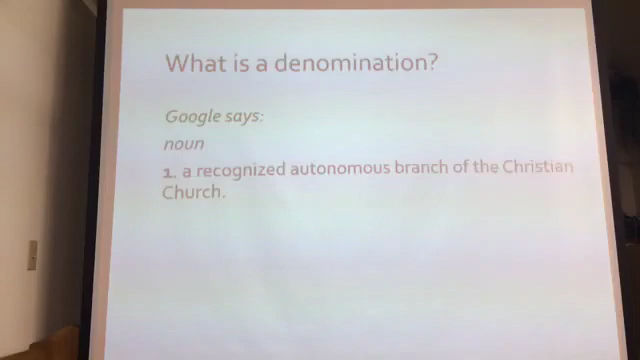 What is a denomination?
Google says:
noun
1. a recognized autonomous branch of the Christian
Church.